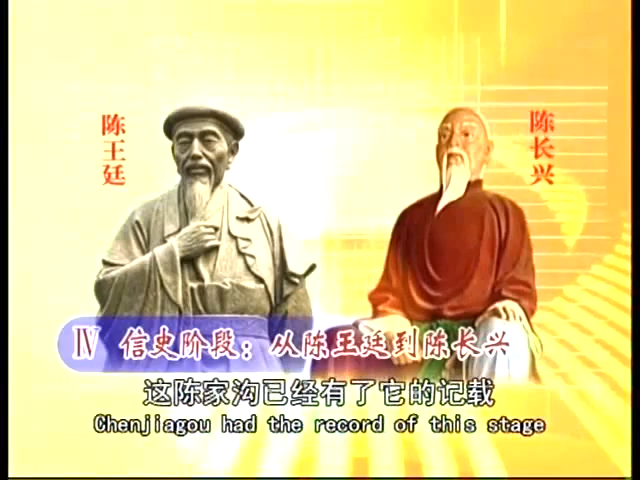 陈王廷
陈长兴
Ⅳ 信史阶段：从陈王廷到陈长兴
这陈家沟已经有了它的记载
Chenjiagou had the record of this stage